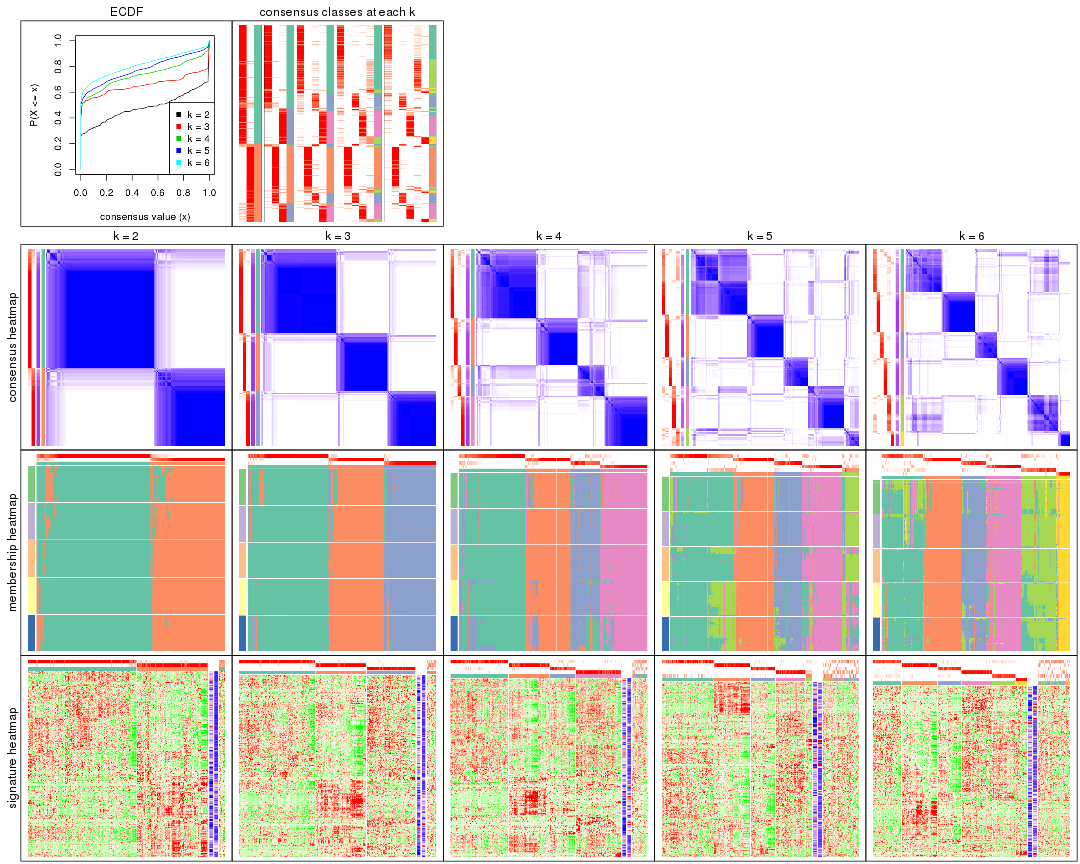 ECDF
consensus classes at each k
P(X <= x)
0.0
0.2
0.4
0.6
0.8
1.0
k = 2
k = 3
k = 4
k = 5
k = 6
0.0
0.2
0.4
0.6
0.8
1.0
consensus value (x)
k = 2
k = 3
k = 4
k = 5
k = 6
consensus heatmap
membership heatmap
signature heatmap